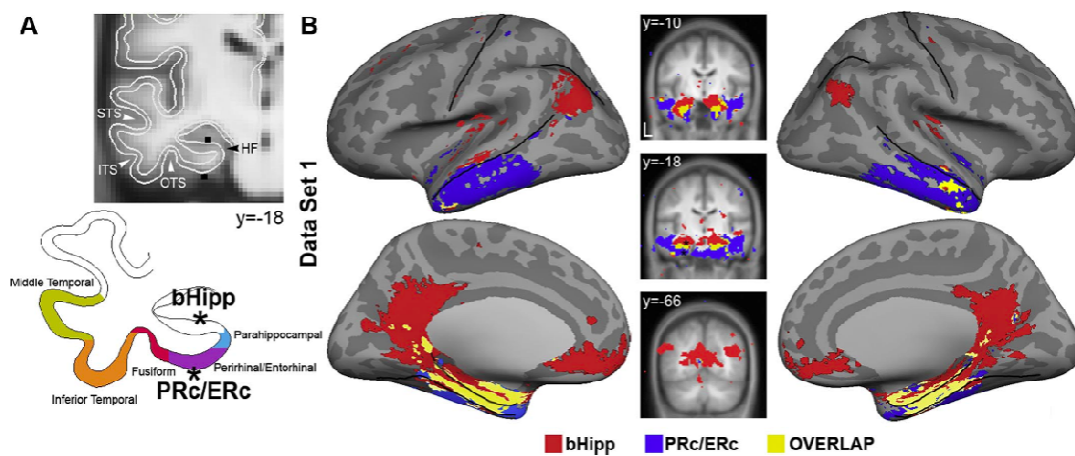 A
B
STS
HF
ITS
OTS
y=-18
Middle Temporal
bHipp
*
Parahippocampal
Fusiform
Perirhinal/Entorhinal
*
PRc/ERc
Inferior Temporal
Data Set 1
y=-10
L
y=-18
y=-66
bHipp PRc/ERc OVERLAP